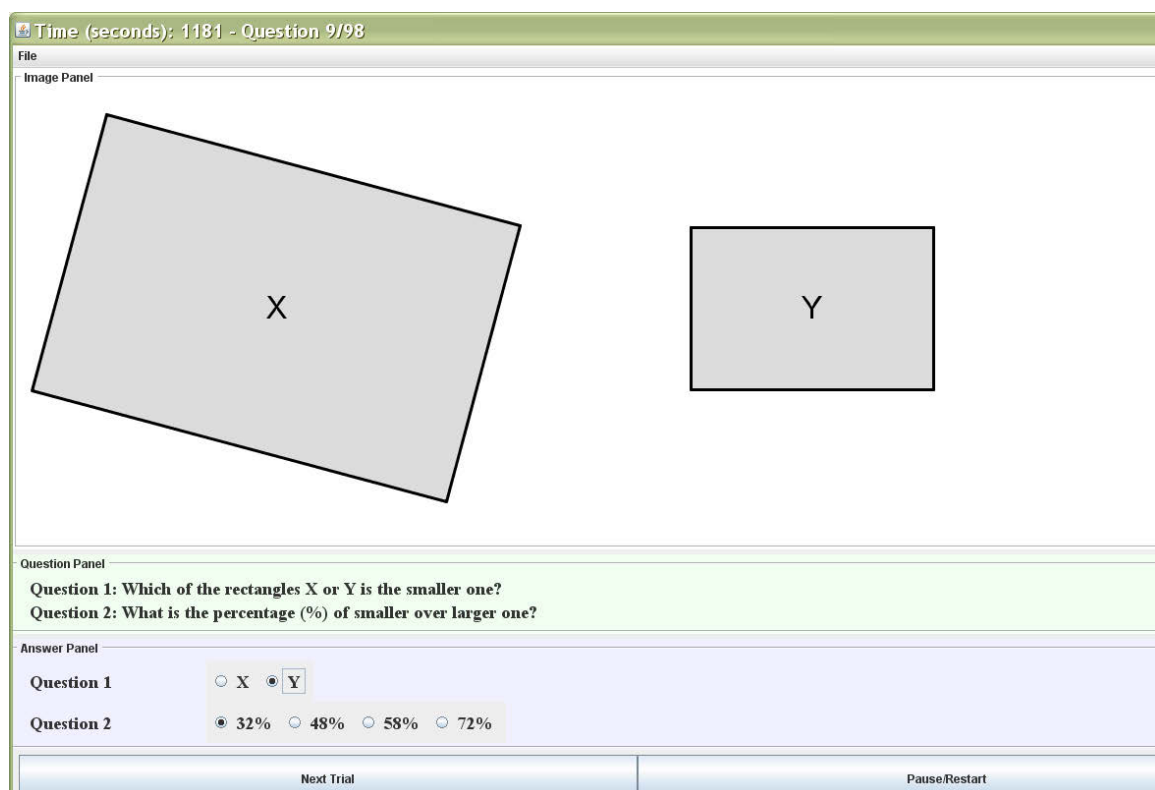 Time (seconds): 1181 - Question 9/98
File
Image Panel
X
Y
Question Panel
Question 1: Which of the rectangles X or Y is the smaller one?
Question 2: What is the percentage (%) of smaller over larger one?
Answer Panel
Question 1 X Y
Question 2 32% 48% 58% 72%
Next Trial Pause/Restart